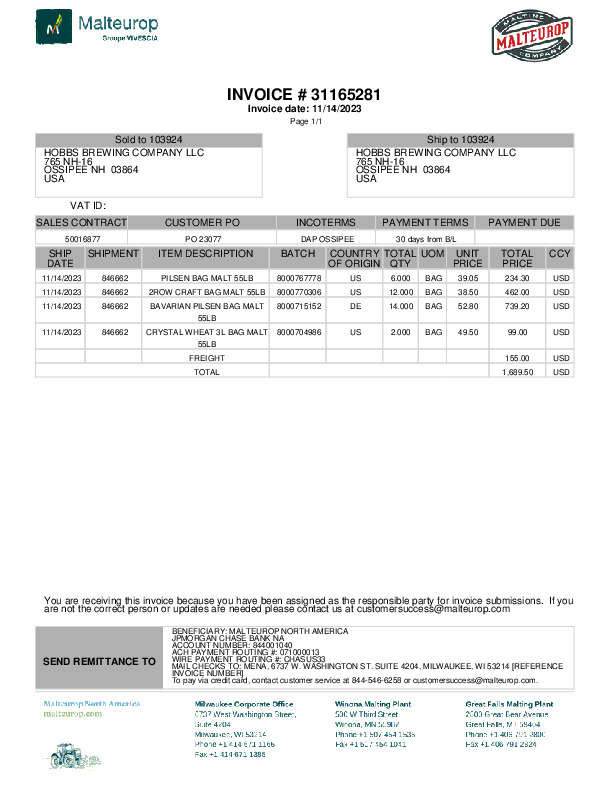 Malteurop
Groupe VIVESCIA
MALTING
MALTEUROP
COMPANY
INVOICE # 31165281
Invoice date: 11/14/2023
Page 1/1
Sold to 103924
HOBBS BREWING COMPANY LLC
765 NH-16
OSSIPEE NH 03864
USA
Ship to 103924
HOBBS BREWING COMPANY LLC
765 NH-16
OSSIPEE NH 03864
USA
VAT ID:
SALES CONTRACT CUSTOMER PO INCOTERMS PAYMENT TERMS PAYMENT DUE
50016877 PO 23077 DAP OSSIPEE 30 days from B/L
SHIP DATE SHIPMENT ITEM DESCRIPTION BATCH COUNTRY OF ORIGIN TOTAL QTY UOM UNIT PRICE TOTAL PRICE CCY
11/14/2023 846662 PILSEN BAG MALT 55LB 8000767778 US 6.000 BAG 39.05 234.30 USD
11/14/2023 846662 2ROW CRAFT BAG MALT 55LB 8000770306 US 12.000 BAG 38.50 462.00 USD
11/14/2023 846662 BAVARIAN PILSEN BAG MALT 55LB 8000715152 DE 14.000 BAG 52.80 739.20 USD
11/14/2023 846662 CRYSTAL WHEAT 3L BAG MALT 55LB 8000704986 US 2.000 BAG 49.50 99.00 USD
FREIGHT 155.00 USD
TOTAL 1,689.50 USD
You are receiving this invoice because you have been assigned as the responsible party for invoice submissions. If you
are not the correct person or updates are needed please contact us at customersuccess@malteurop.com
SEND REMITTANCE TO
BENEFICIARY: MALTEUROP NORTH AMERICA
JPMORGAN CHASE BANK NA
ACCOUNT NUMBER: 844001040
ACH PAYMENT ROUTING #: 071000013
WIRE PAYMENT ROUTING #: CHASUS33
MAIL CHECKS TO: MENA, 6737 W. WASHINGTON ST. SUITE 4204, MILWAUKEE, WI 53214 [REFERENCE
INVOICE NUMBER]
To pay via credit card, contact customer service at 844-546-6258 or customersuccess@malteurop.com.
Malteurop North America
malteurop.com
Milwaukee Corporate Office
6737 West Washington Street,
Suite 4204
Milwaukee, WI 53214
Phone +1 414 671 1166
Fax +1 414 671 1385
Winona Malting Plant
500 W Third Street
Winona, MN 55987
Phone +1 507 454 1535
Fax +1 507 454 1041
Great Falls Malting Plant
2800 Great Bear Avenue
Great Falls, MT 59404
Phone +1 406 791 2800
Fax +1 406 791 2824